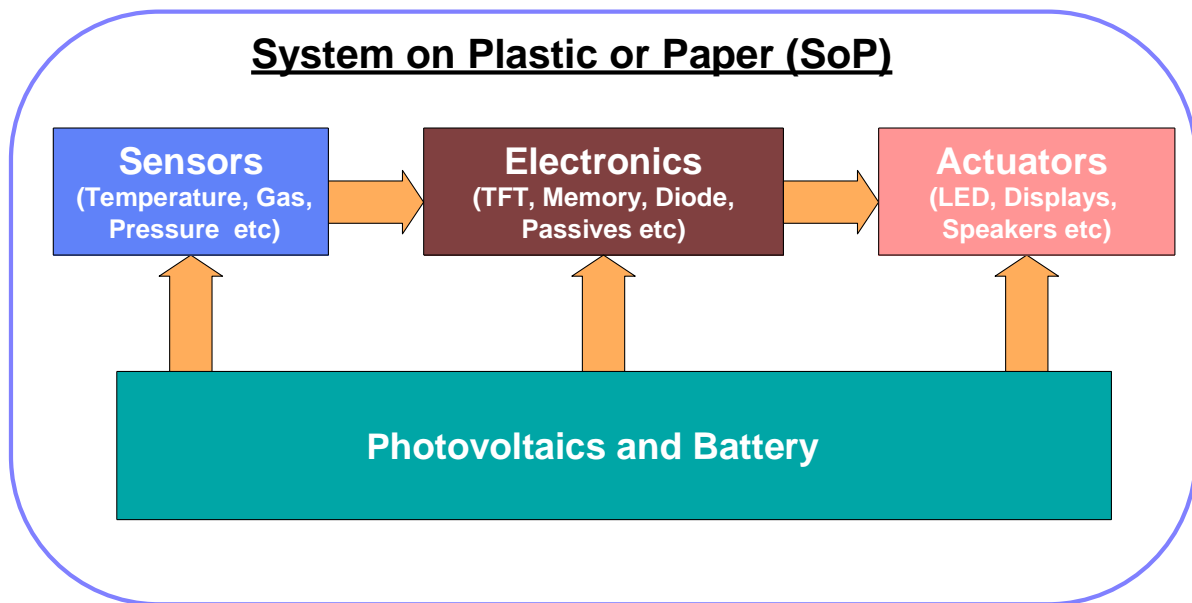 System on Plastic or Paper (SoP)
Sensors
(Temperature, Gas,
Pressure  etc)
Electronics
(TFT, Memory, Diode,
Passives etc)
Actuators
(LED, Displays,
Speakers etc)
Photovoltaics and Battery